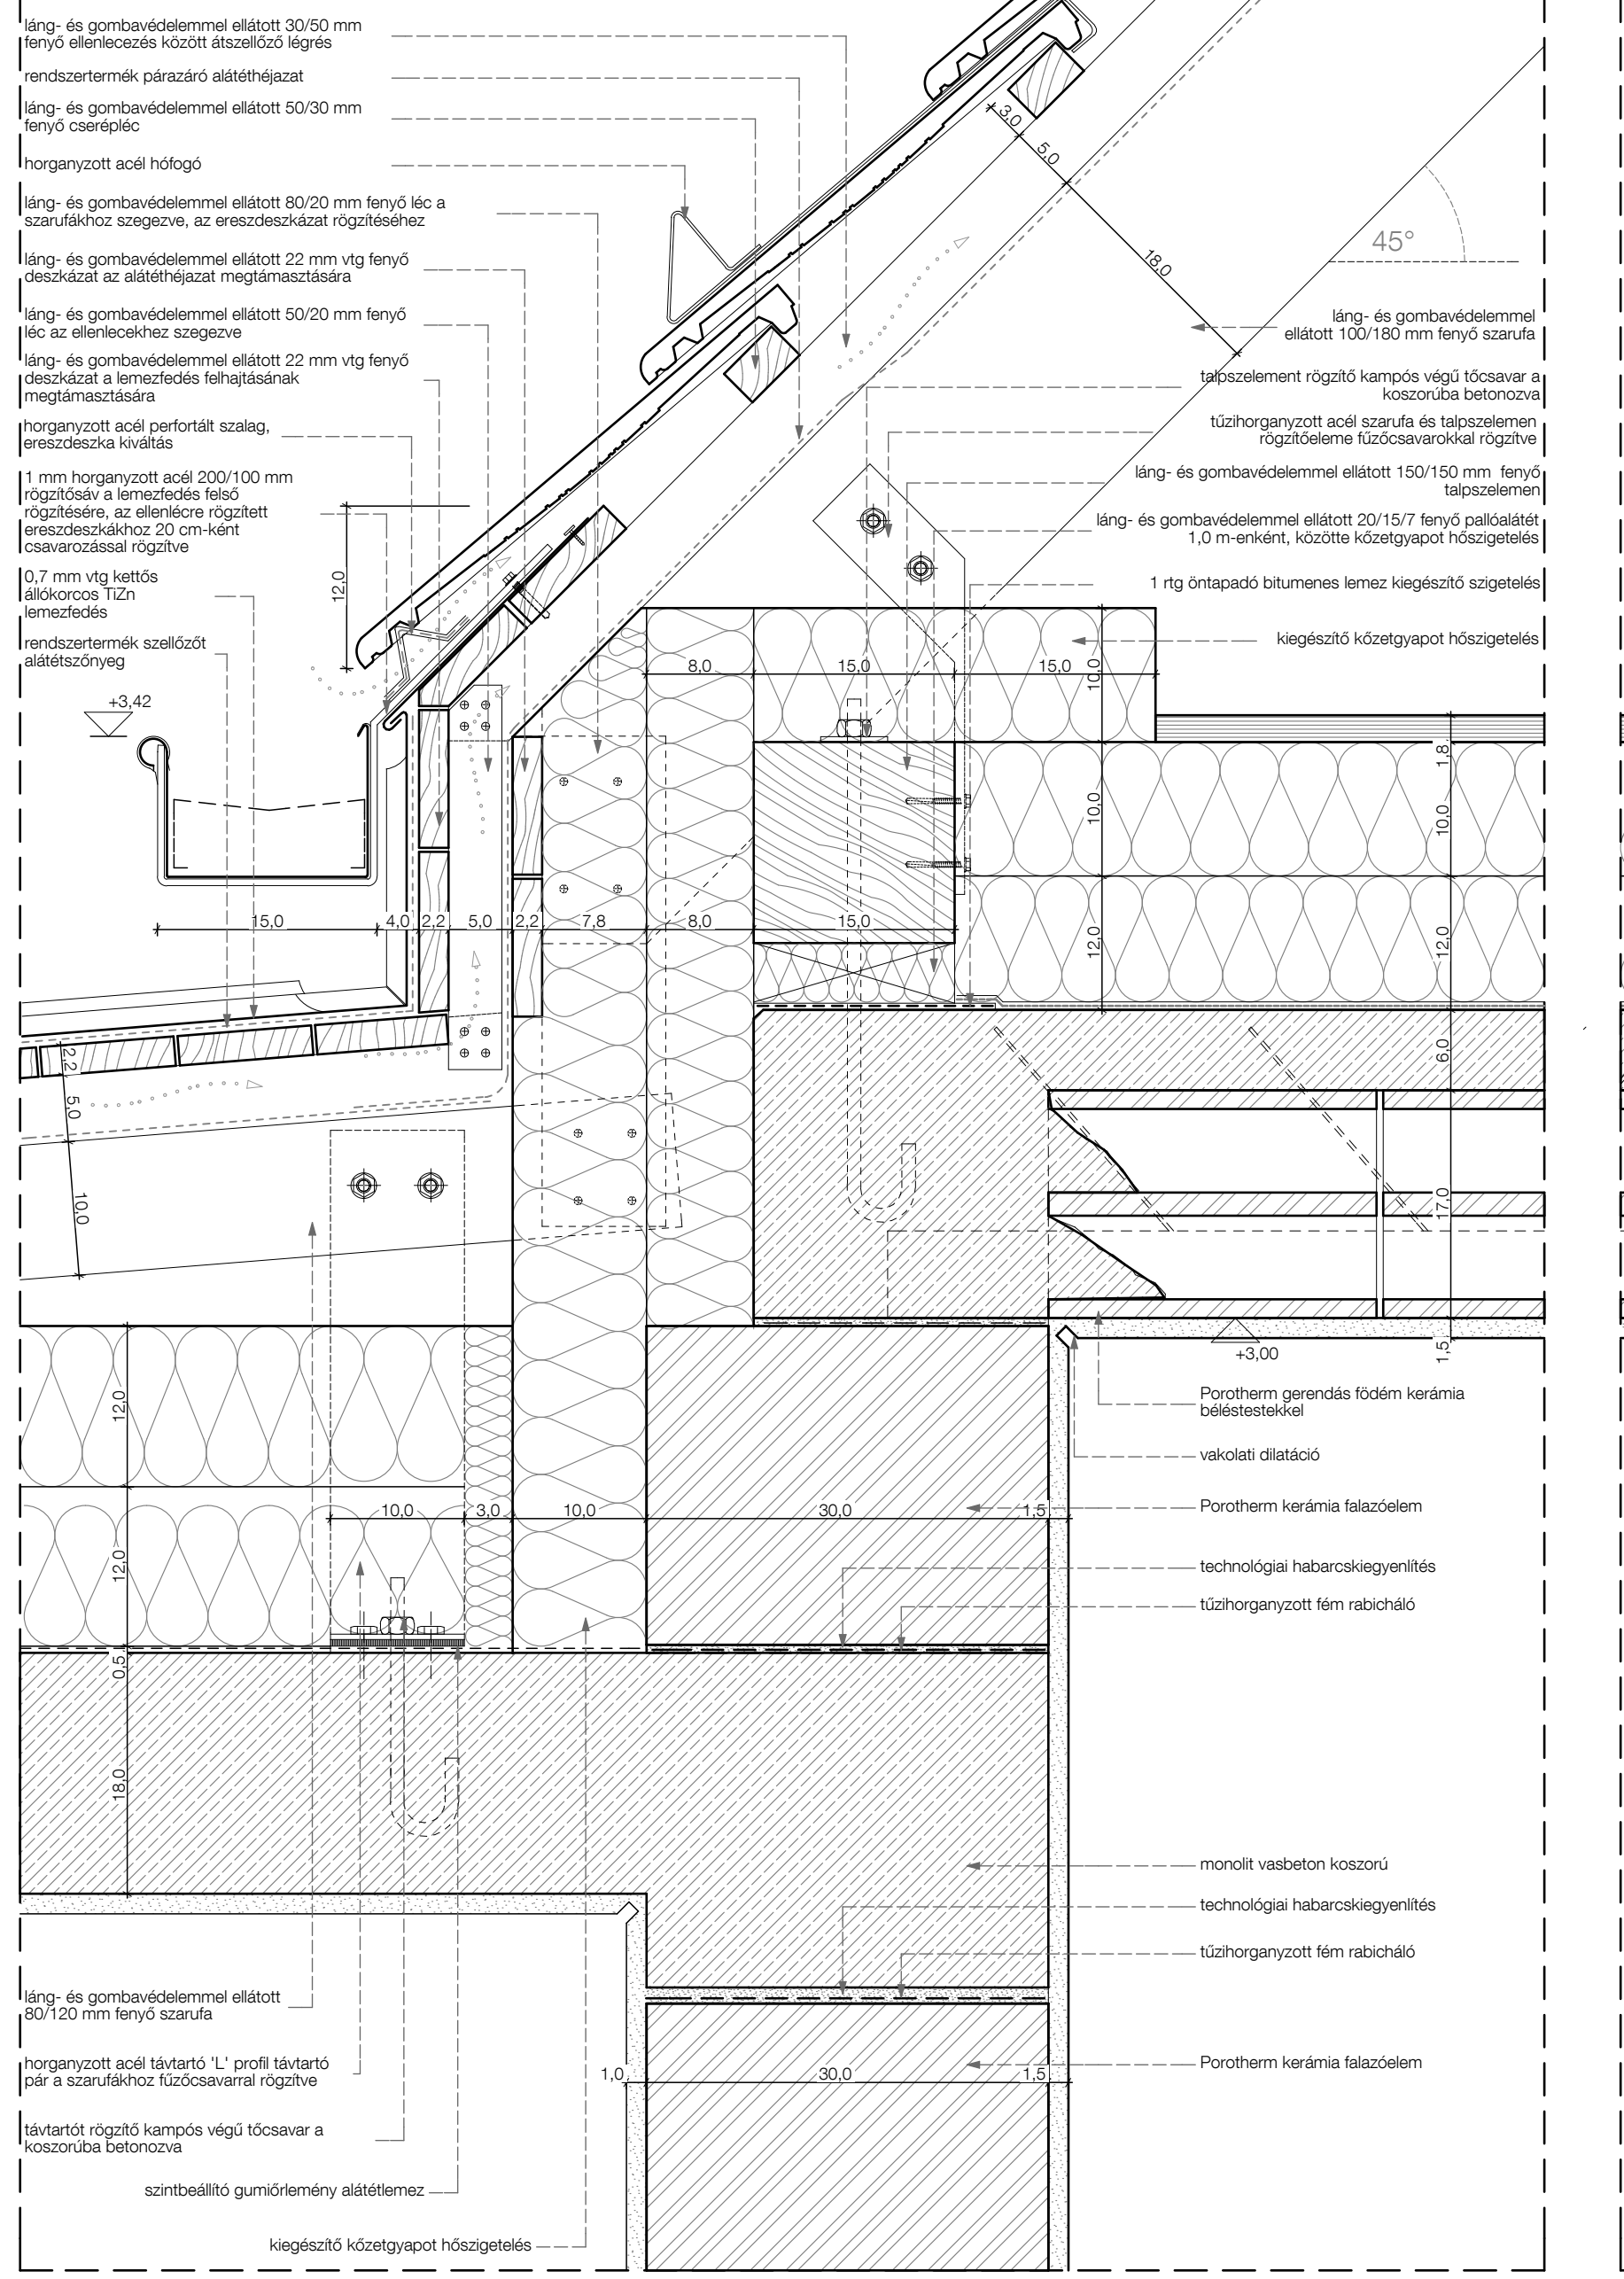 láng- és gombavédelemmel ellátott 30/50 mm
fenyő ellenlecezés között átszellőző légrés
rendszertermék párazáró alátéthéjazat
láng- és gombavédelemmel ellátott 50/30 mm
fenyő cserépléc
horganyzott acél hófogó
láng- és gombavédelemmel ellátott 80/20 mm fenyő léc a
szarufákhoz szegezve, az ereszdeszkázat rögzítéséhez
láng- és gombavédelemmel ellátott 22 mm vtg fenyő
deszkázat az alátéthéjazat megtámasztására
láng- és gombavédelemmel ellátott 50/20 mm fenyő
léc az ellenlecekhez szegezve
láng- és gombavédelemmel ellátott 22 mm vtg fenyő
deszkázat a lemezfedés felhajtásának
megtámasztására
horganyzott acél perfortált szalag,
ereszdeszka kiváltás
1 mm horganyzott acél 200/100 mm
rögzítősáv a lemezfedés felső
rögzítésére, az ellenlécre rögzített
ereszdeszkákhoz 20 cm-ként
csavarozással rögzítve
0,7 mm vtg kettős
állókorcos TiZn
lemezfedés
rendszertermék szellőzőt
alátétszőnyeg
+3,42
12,0
3,0
5,0
18,0
45°
láng- és gombavédelemmel
ellátott 100/180 mm fenyő szarufa
talpszelement rögzítő kampós végű tőcsavar a
koszorúba betonozva
tűzihorganyzott acél szarufa és talpszelemen
rögzítőeleme fűzőcsavarokkal rögzítve
láng- és gombavédelemmel ellátott 150/150 mm fenyő
talpszelemen
láng- és gombavédelemmel ellátott 20/15/7 fenyő pallóalátét
1,0 m-enként, közötte kőzetgyapot hőszigetelés
1 rtg öntapadó bitumenes lemez kiegészítő szigetelés
kiegészítő kőzetgyapot hőszigetelés
8,0
15,0
15,0
10,0
1,8
10,0
10,0
15,0
4,0
2,2
5,0
2,2
7,8
8,0
15,0
12,0
12,0
6,0
17,0
1,5
2,2
5,0
10,0
+3,00
Porotherm gerendás födém kerámia
béléstestekkel
vakolati dilatáció
Porotherm kerámia falazóelem
technológiai habarcskiegyenlítés
tűzihorganyzott fém rabicháló
12,0
10,0
3,0
10,0
30,0
1,5
12,0
0,5
18,0
monolit vasbeton koszorú
technológiai habarcskiegyenlítés
tűzihorganyzott fém rabicháló
Porotherm kerámia falazóelem
1,0
30,0
1,5
láng- és gombavédelemmel ellátott
80/120 mm fenyő szarufa
horganyzott acél távtartó 'L' profil távtartó
pár a szarufákhoz fűzőcsavarral rögzítve
távtartót rögzítő kampós végű tőcsavar a
koszorúba betonozva
szintbeállító gumiőrlemény alátétlemez
kiegészítő kőzetgyapot hőszigetelés